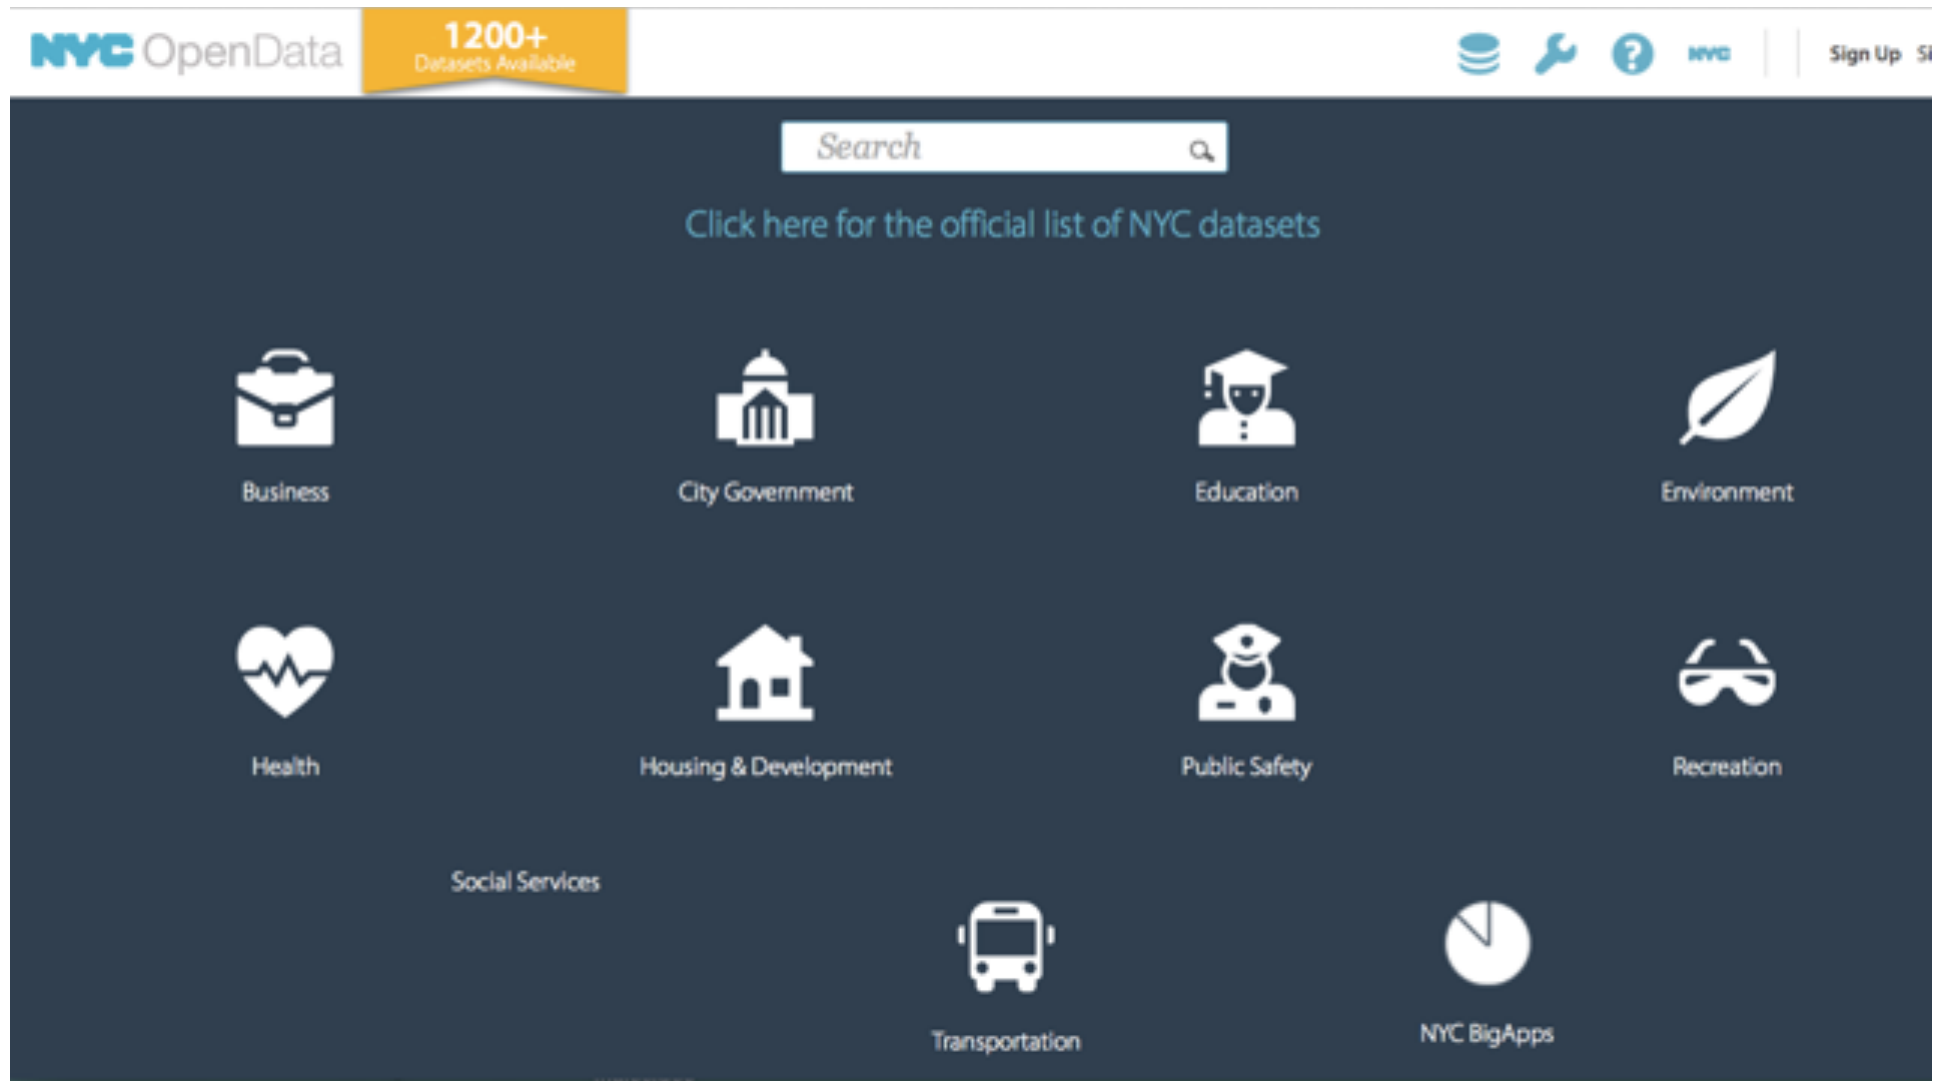 NYC OpenData
1200+
Datasets Available
NYC
Sign Up
Search
Click here for the official list of NYC datasets
Business
City Government
Education
Environment
Health
Housing & Development
Public Safety
Recreation
Social Services
Transportation
NYC BigApps